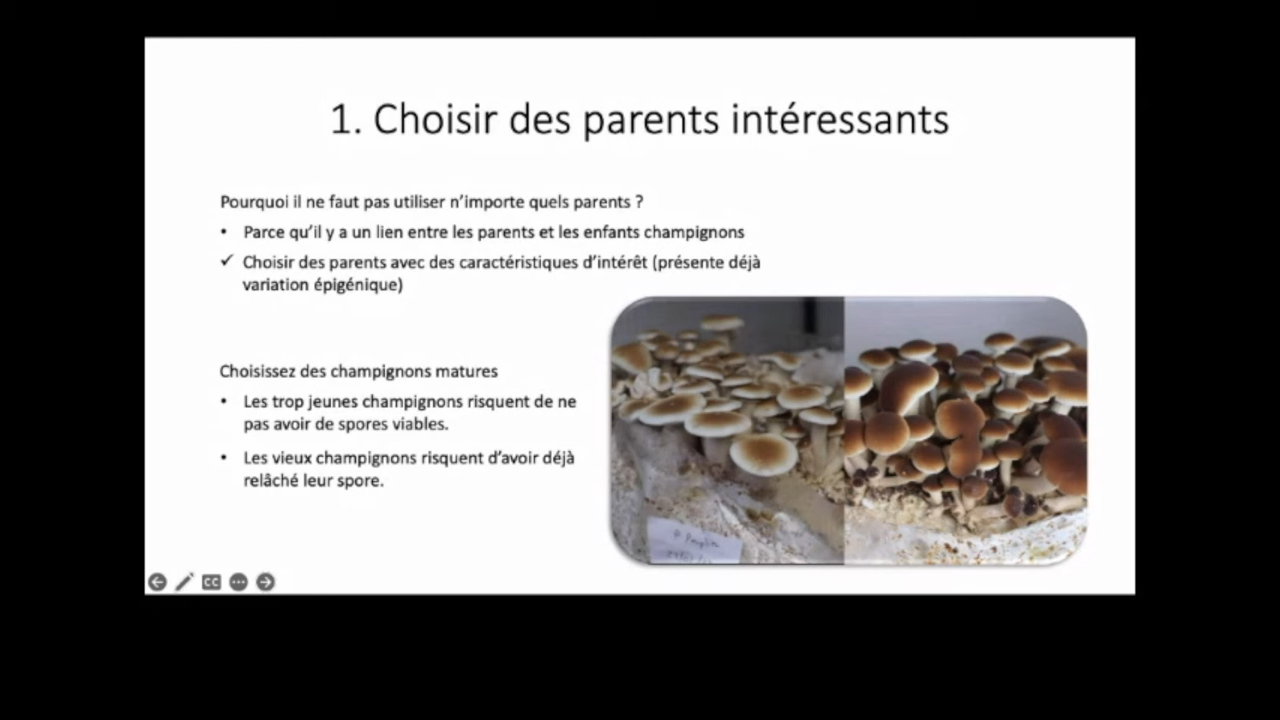 1. Choisir des parents intéressants
Pourquoi il ne faut pas utiliser n'importe quels parents ?
• Parce qu'il y a un lien entre les parents et les enfants champignons
✓ Choisir des parents avec des caractéristiques d'intérêt (présente déjà
variation épigénique)
Choisissez des champignons matures
• Les trop jeunes champignons risquent de ne
pas avoir de spores viables.
• Les vieux champignons risquent d'avoir déjà
relâché leur spore.
CC